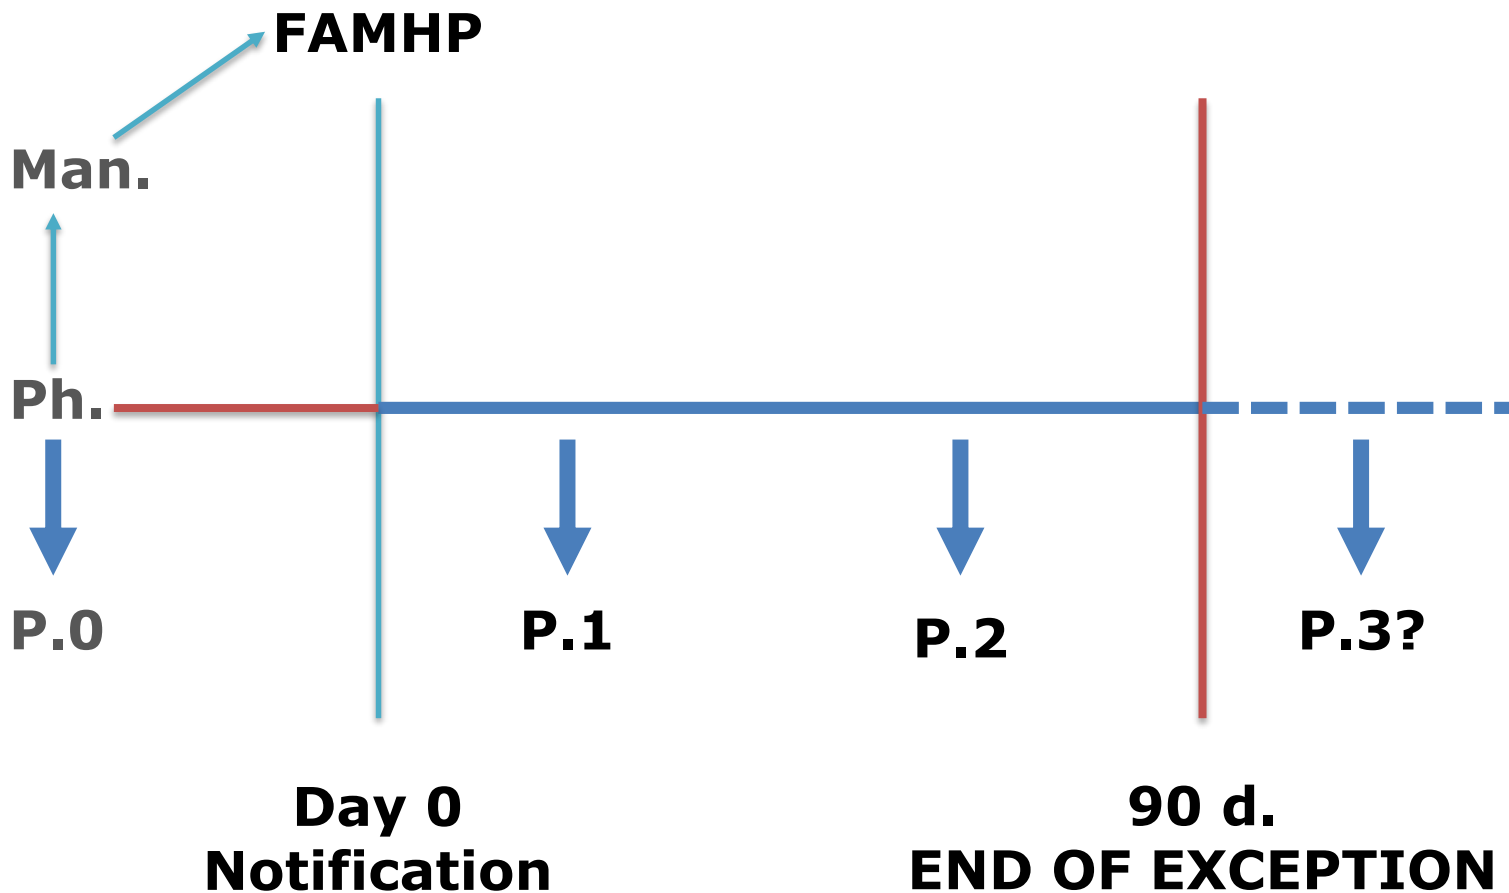 FAMHP
Man.
Ph.
P.0
P.1
P.2
P.3?
Day 0
Notification
90 d.
END OF EXCEPTION